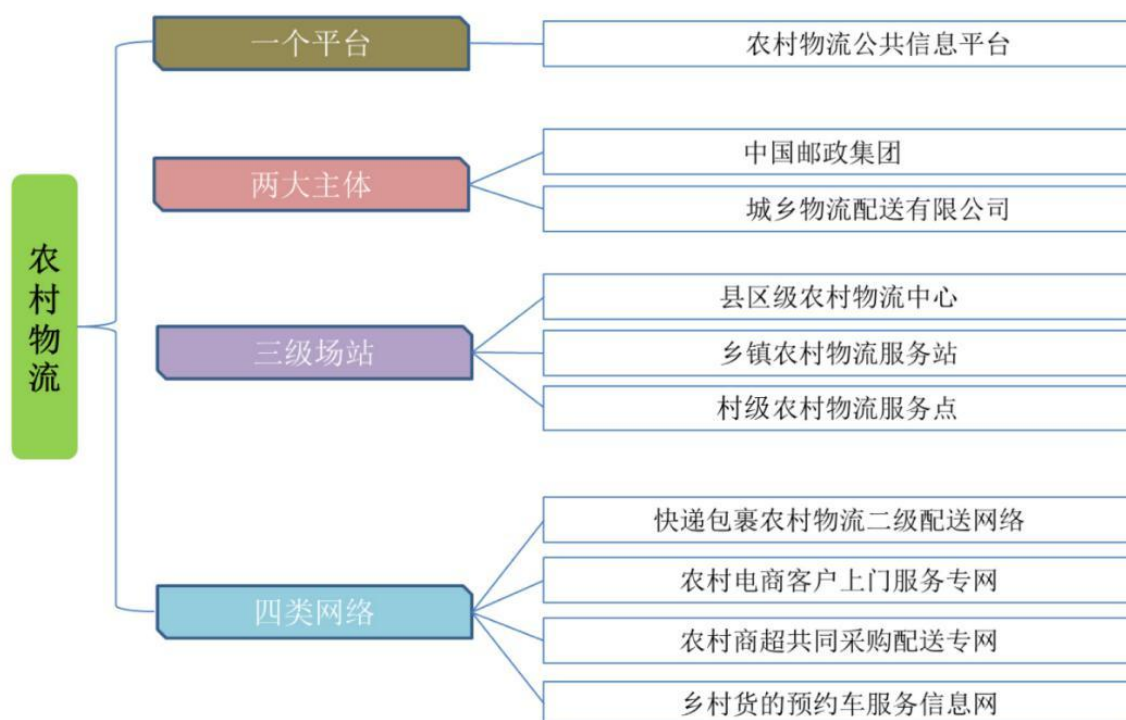 农村物流
一个平台
农村物流公共信息平台
两大主体
中国邮政集团
城乡物流配送有限公司
三级场站
县区级农村物流中心
乡镇农村物流服务站
村级农村物流服务点
四类网络
快递包裹农村物流二级配送网络
农村电商客户上门服务专网
农村商超共同采购配送专网
乡村货的预约车服务信息网